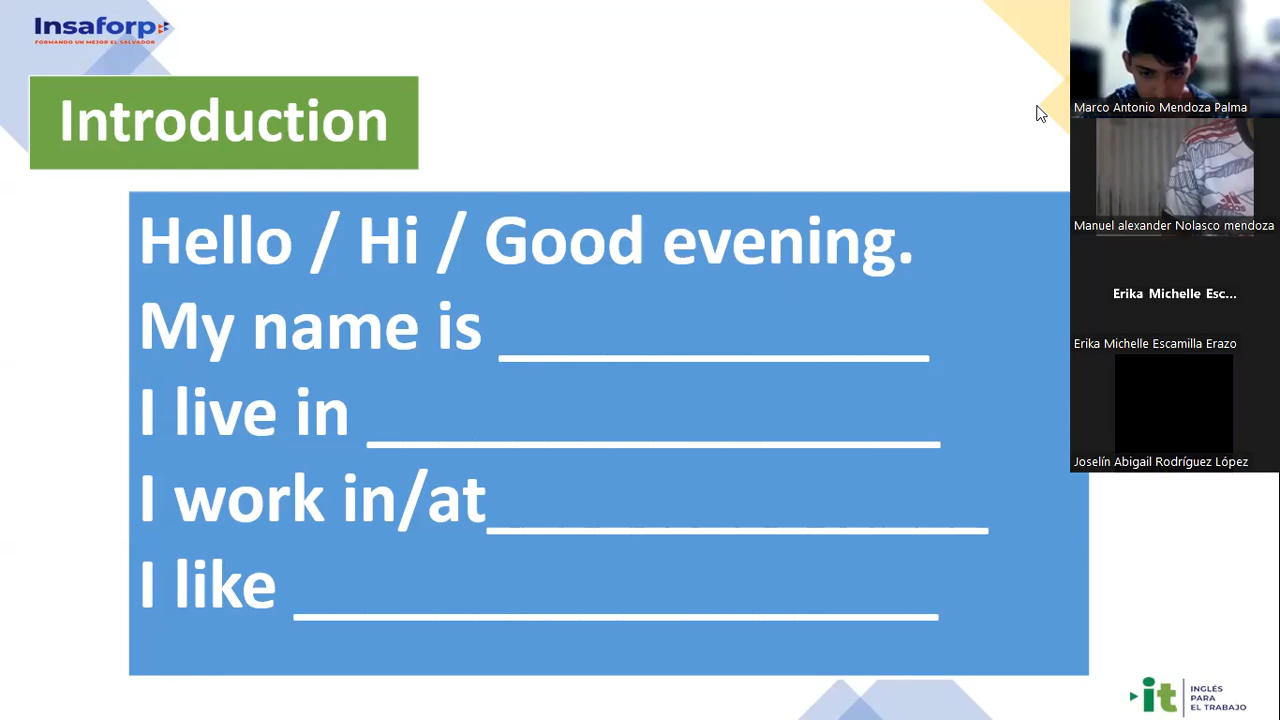 Insaforp
FORMANDO UN MEJOR EL SALVADOR
Introduction
Hello / Hi / Good evening.
My name is _______________
I live in ____________________
I work in/at__________________
I like _______________________
Marco Antonio Mendoza Palma
adidas
Manuel alexander Nolasco mendoza
Erika Michelle Esc...
Erika Michelle Escamilla Erazo
Joselín Abigail Rodríguez López
it
INGLÉS
PARA
EL TRABAJO